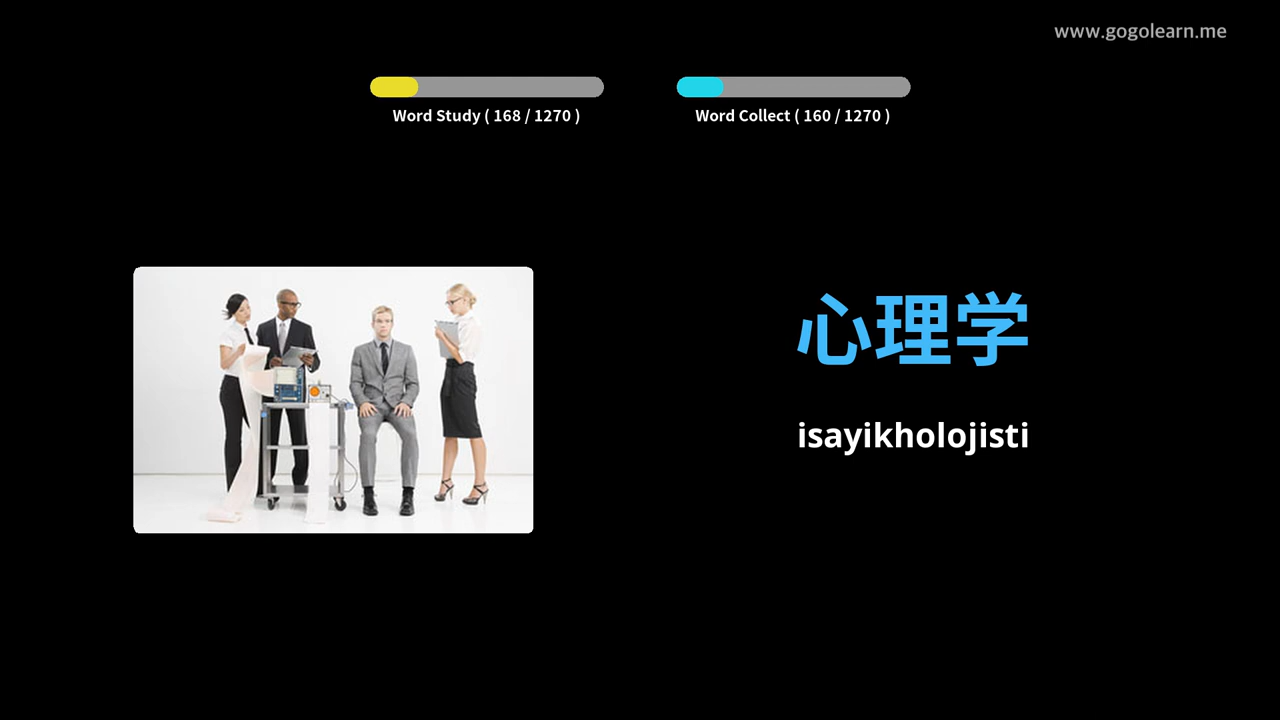 www.gogolearn.me
Word Study ( 168 / 1270 )
Word Collect ( 160 / 1270 )
心理学
isayikholojisti